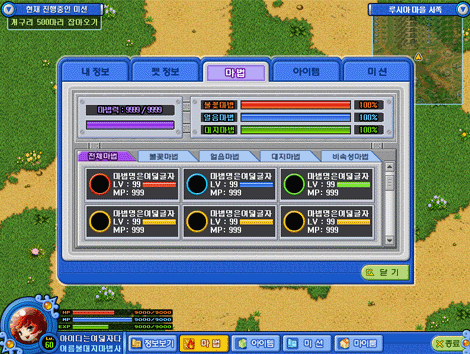 현재 진행중인 미션
개구리 500마리 잡아오기
루시아 마을 서쪽
내 정보
펫 정보
마법
아이템
미션
마법력 : 9999 / 9999
불꽃마법 100%
얼음마법 100%
대지마법 100%
전체마법
불꽃마법
얼음마법
대지마법
비속성마법
마법명은여덟글자
LV : 99
MP: 999
마법명은여덟글자
LV : 99
MP: 999
마법명은여덟글자
LV : 99
MP: 999
마법명은여덟글자
LV : 99
MP: 999
마법명은여덟글자
LV : 99
MP: 999
마법명은여덟글자
LV : 99
MP: 999
닫기
HP 9000/9000
MP 9000/9000
EXP 9000/9000
Lv.
60
아이디는여덟자다
어름불대지마법사
정보보기
마법
아이템
미션
마이룸
종료